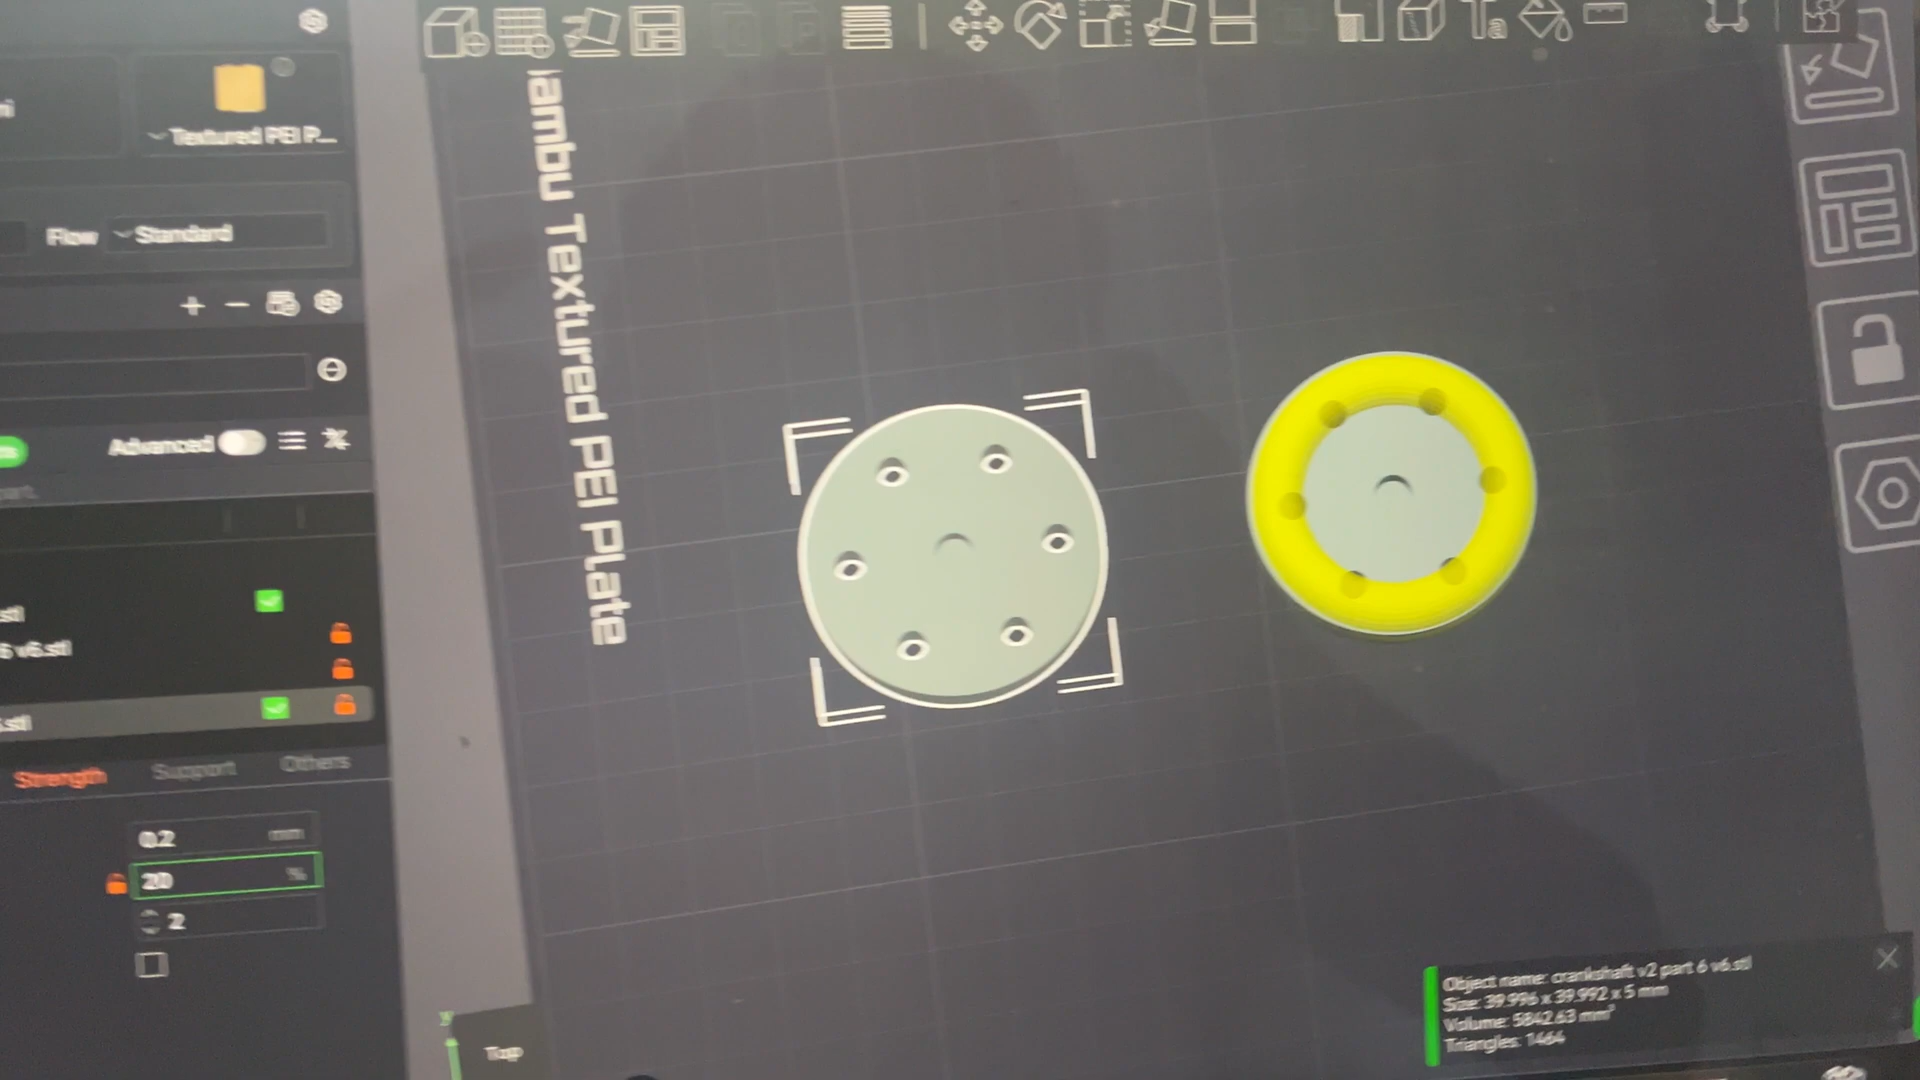 Textured PEI P...
Flow
Standard
Advanced
.stl
6 v6.stl
.stl
Strength
Support
Others
0.2
mm
20
%
2
ambu Textured PEI Plate
Top
Object name: crankshaft v2 part 6 v6.stl
Size: 39.996 x 39.992 x 5 mm
Volume: 5842.63 mm³
Triangles: 1464